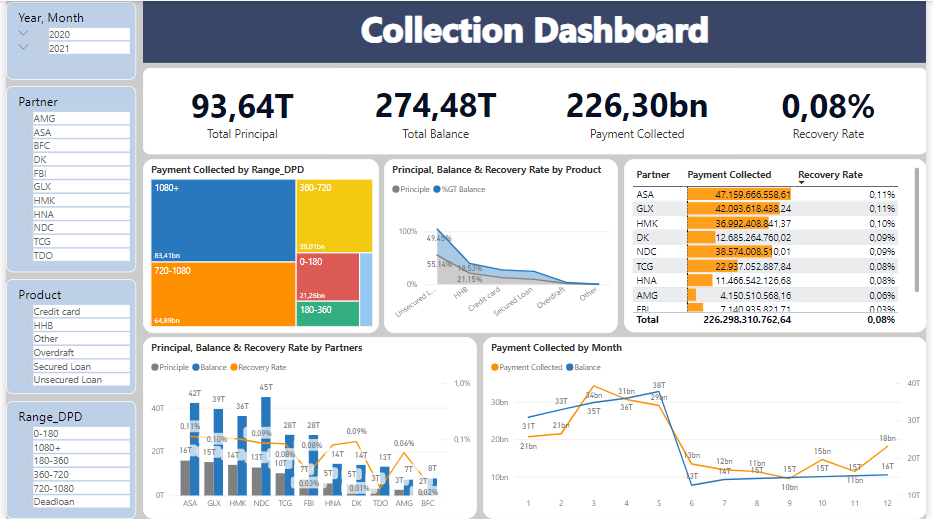 Year, Month
2020
2021
Partner
AMG
ASA
BFC
DK
FBI
GLX
HMK
HNA
NDC
TCG
TDO
Product
Credit card
HHB
Other
Overdraft
Secured Loan
Unsecured Loan
Range_DPD
0-180
1080+
180-360
360-720
720-1080
Deadloan
Collection Dashboard
93,64T
Total Principal
274,48T
Total Balance
226,30bn
Payment Collected
0,08%
Recovery Rate
Payment Collected by Range_DPD
1080+
83,41bn
720-1080
64,89bn
360-720
39,01bn
0-180
21,26bn
180-360
Principal, Balance & Recovery Rate by Product
Principle %GT Balance
100%
0%
49,45%
55,14%
18,53%
21,15%
Unsecured L...
HHB
Credit card
Secured Loan
Overdraft
Other
Partner Payment Collected Recovery Rate
ASA 47.159.666.558,61 0,11%
GLX 42.093.618.438,24 0,11%
HMK 36.992.408.841,37 0,10%
DK 12.685.264.760,02 0,09%
NDC 38.574.008.510,01 0,09%
TCG 22.937.052.887,84 0,08%
HNA 11.466.542.126,68 0,08%
AMG 4.150.510.568,16 0,06%
FBI 7.140.935.821,71 0,03%
Total 226.298.310.762,64 0,08%
Principal, Balance & Recovery Rate by Partners
Principle Balance Recovery Rate
40T
20T
0T
1,0%
0,1%
42T 39T 36T 45T 28T 28T 14T 14T 13T 7T 8T
0,11% 0,10% 0,09% 0,08% 0,08% 0,03% 0,09% 0,01% 0,06% 0,02%
16T 15T 14T 13T 10T 7T 5T 5T 3T 3T 2T
ASA GLX HMK NDC TCG FBI HNA DK TDO AMG BFC
Payment Collected by Month
Payment Collected Balance
30bn
20bn
10bn
40T
30T
20T
10T
31T 33T 35T 36T 38T 13T 14T 15T 15T 15T 16T
21bn 21bn 34bn 31bn 29bn 13bn 12bn 11bn 10bn 15bn 11bn 18bn
1 2 3 4 5 6 7 8 9 10 11 12